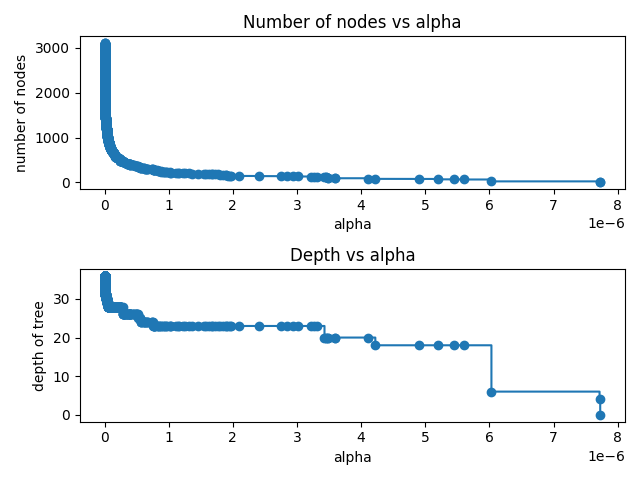 Number of nodes vs alpha
number of nodes
3000
2000
1000
0
0 1 2 3 4 5 6 7 8
1e−6
alpha
Depth vs alpha
depth of tree
30
20
10
0
0 1 2 3 4 5 6 7 8
1e−6
alpha